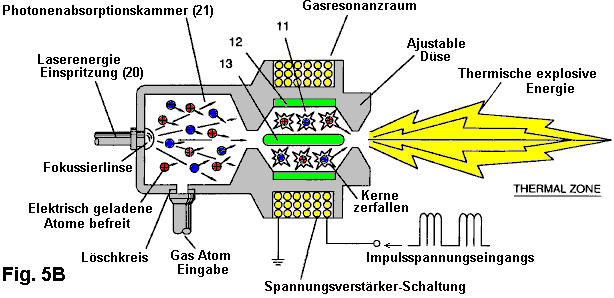 Photonenabsorptionskammer (21)
Gasresonanzraum
Laserenergie
Einspritzung (20)
12
11
13
Ajustable
Düse
Thermische explosive
Energie
Fokussierlinse
THERMAL ZONE
Elektrisch geladene
Atome befreit
Kerne
zerfallen
Löschkreis
Gas Atom
Eingabe
Impulsspannungseingangs
Fig. 5B
Spannungsverstärker-Schaltung